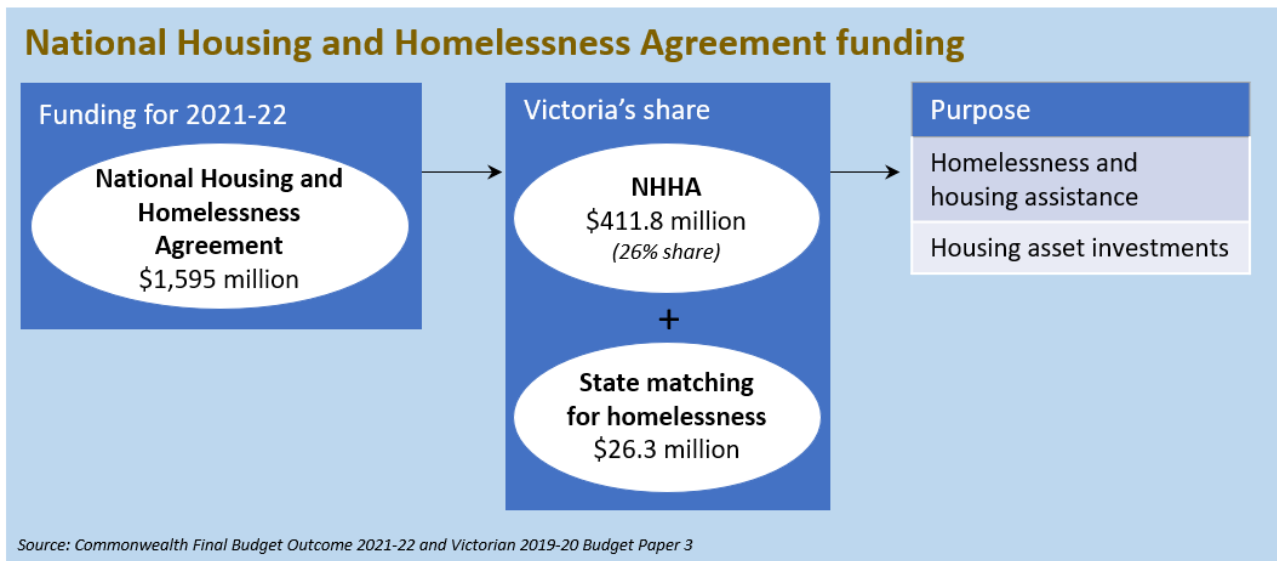 National Housing and Homelessness Agreement funding
Funding for 2021-22
National Housing and
Homelessness
Agreement
$1,595 million
Victoria’s share
NHHA
$411.8 million
(26% share)
+
State matching
for homelessness
$26.3 million
Purpose
Homelessness and
housing assistance
Housing asset investments
Source: Commonwealth Final Budget Outcome 2021-22 and Victorian 2019-20 Budget Paper 3